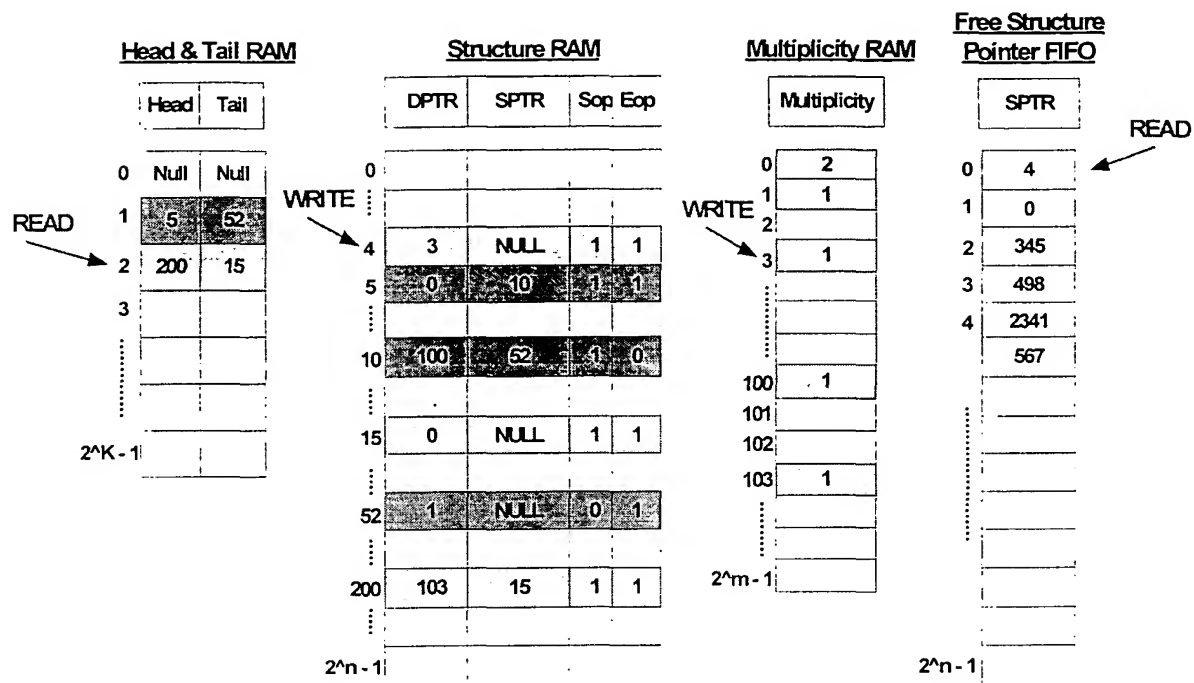 Head & Tail RAM
Head Tail
0 Null Null
1 5 52
READ
2 200 15
3
2^K - 1
Structure RAM
DPTR SPTR Sop Eop
0
WRITE
4 3 NULL 1 1
5 0 10 1 1
10 100 52 1 0
15 0 NULL 1 1
52 1 NULL 0 1
200 103 15 1 1
2^n - 1
Multiplicity RAM
Multiplicity
0 2
1 1
WRITE
2
3 1
100 1
101
102
103 1
2^m - 1
Free Structure
Pointer FIFO
SPTR
READ
0 4
1 0
2 345
3 498
4 2341
567
2^n - 1